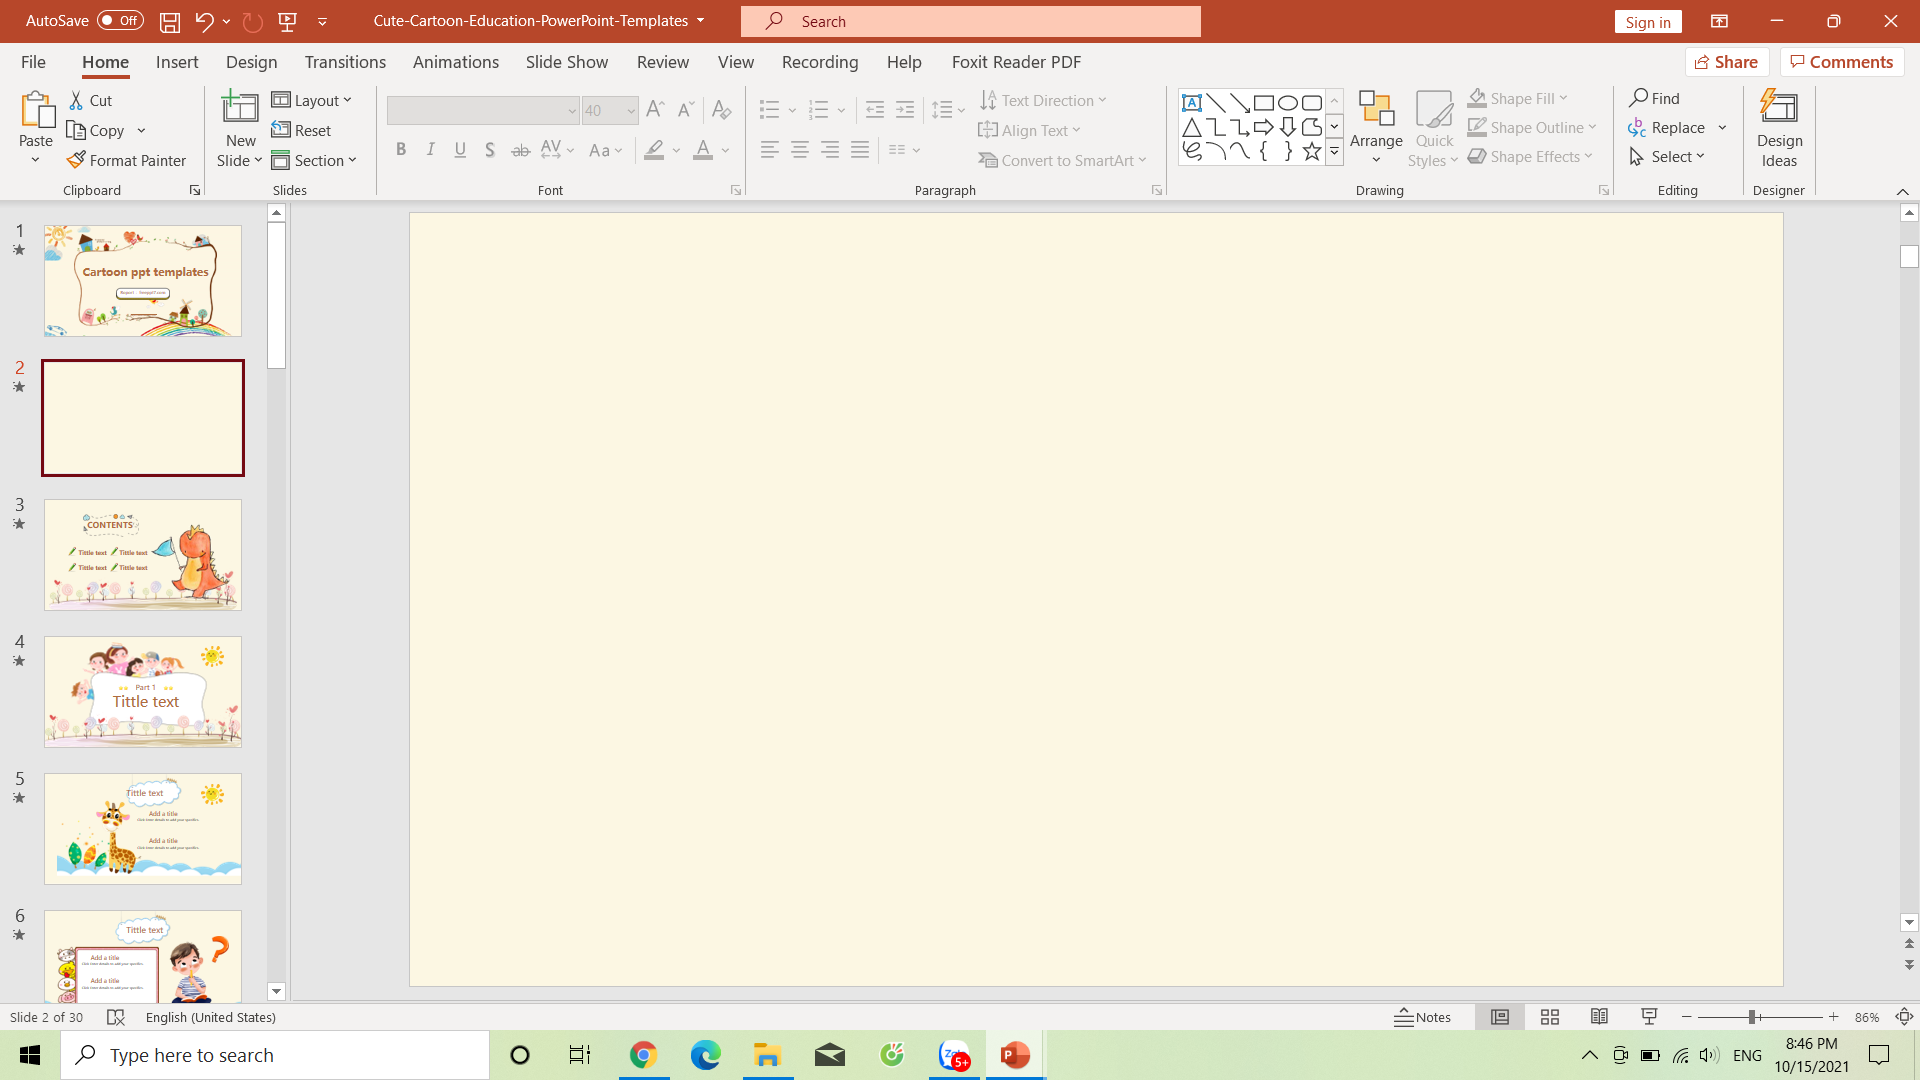 AutoSave Off
Cute-Cartoon-Education-PowerPoint-Templates
Search
Sign in
File Home Insert Design Transitions Animations Slide Show Review View Recording Help Foxit Reader PDF
Share Comments
Paste
Cut
Copy
Format Painter
Clipboard
New Slide
Layout
Reset
Section
Slides
40
Font
Text Direction
Align Text
Convert to SmartArt
Paragraph
Arrange
Quick Styles
Shape Fill
Shape Outline
Shape Effects
Drawing
Find
Replace
Select
Editing
Design Ideas
Designer
1
Cartoon ppt templates
2
3
CONTENTS
Tittle text Tittle text
Tittle text Tittle text
4
Part 1
Tittle text
5
Tittle text
Add a title
Add a title
6
Tittle text
Add a title
Add a title
Slide 2 of 30
English (United States)
Notes
86%
Type here to search
5+
ENG
8:46 PM
10/15/2021